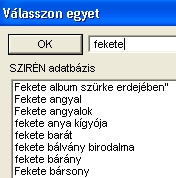 Válasszon egyet
OK
fekete
SZIRÉN adatbázis
Fekete album szürke erdejében"
Fekete angyal
Fekete angyalok
fekete anya kígyója
fekete barát
fekete bálvány birodalma
fekete bárány
Fekete bársony